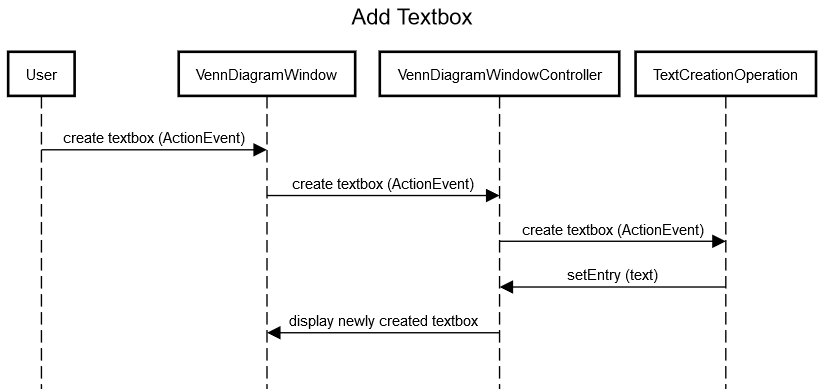 Add Textbox
User
VennDiagramWindow
VennDiagramWindowController
TextCreationOperation
create textbox (ActionEvent)
create textbox (ActionEvent)
create textbox (ActionEvent)
setEntry (text)
display newly created textbox